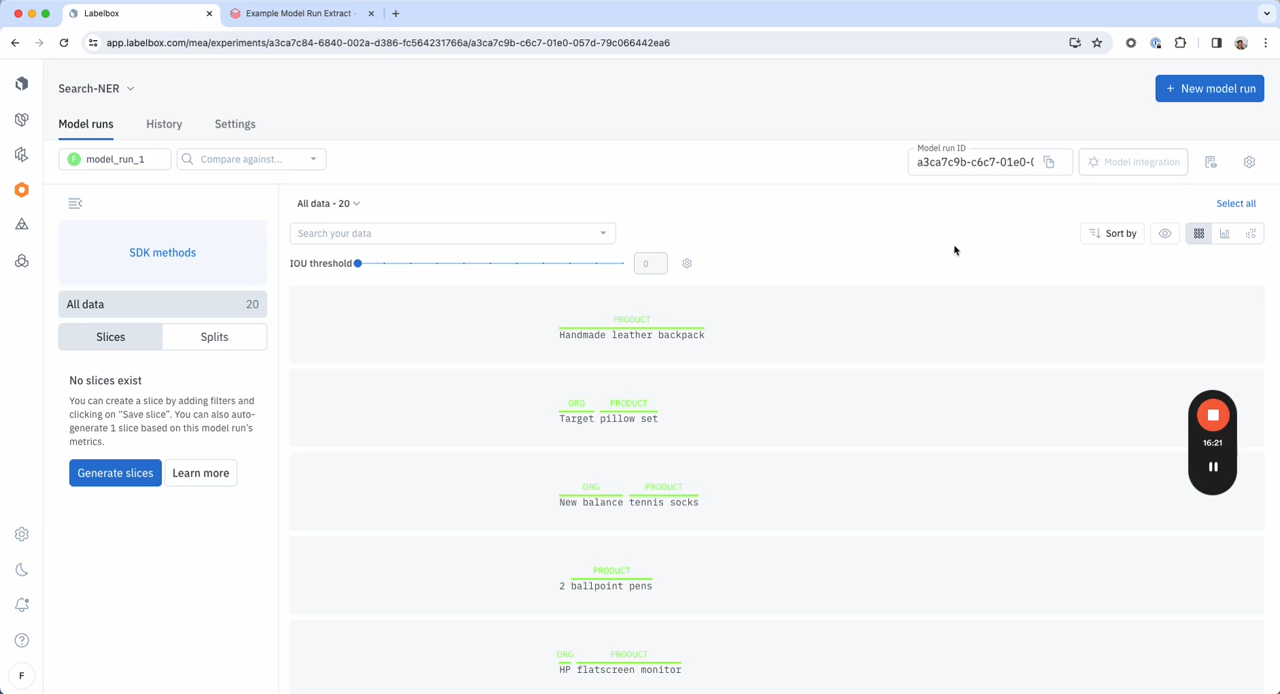 Labelbox
Example Model Run Extract -
app.labelbox.com/mea/experiments/a3ca7c84-6840-002a-d386-fc564231766a/a3ca7c9b-c6c7-01e0-057d-79c066442ea6
Search-NER
+ New model run
Model runs
History
Settings
F model_run_1
Compare against...
Model run ID
a3ca7c9b-c6c7-01e0-(
Model integration
All data - 20
Select all
SDK methods
Search your data
Sort by
IOU threshold
0
All data 20
Slices
Splits
No slices exist
You can create a slice by adding filters and
clicking on “Save slice”. You can also auto-
generate 1 slice based on this model run’s
metrics.
Generate slices
Learn more
PRODUCT
Handmade leather backpack
ORG PRODUCT
Target pillow set
ORG PRODUCT
New balance tennis socks
PRODUCT
2 ballpoint pens
ORG PRODUCT
HP flatscreen monitor
16:21
F